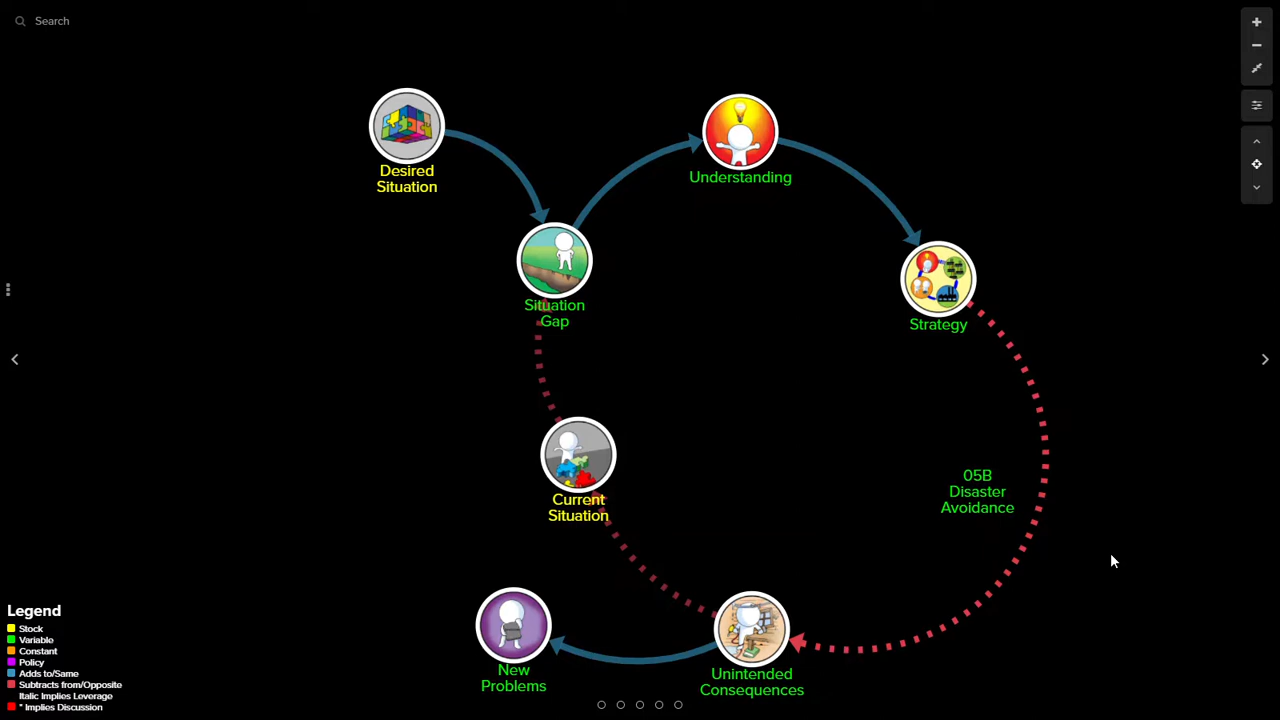 Search
Desired
Situation
Understanding
Situation
Gap
Strategy
05B
Disaster
Avoidance
Current
Situation
New
Problems
Unintended
Consequences
Legend
Stock
Variable
Constant
Policy
Adds to/Same
Subtracts from/Opposite
Italic Implies Leverage
* Implies Discussion